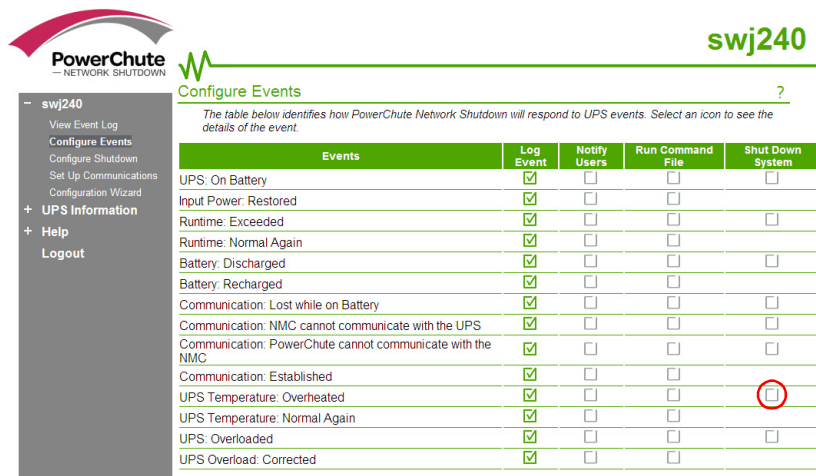 PowerChute
— NETWORK SHUTDOWN
swj240
− swj240
View Event Log
Configure Events
Configure Shutdown
Set Up Communications
Configuration Wizard
+ UPS Information
+ Help
Logout
Configure Events
?
The table below identifies how PowerChute Network Shutdown will respond to UPS events. Select an icon to see the
details of the event.
Events
Log
Event
Notify
Users
Run Command
File
Shut Down
System
UPS: On Battery
Input Power: Restored
Runtime: Exceeded
Runtime: Normal Again
Battery: Discharged
Battery: Recharged
Communication: Lost while on Battery
Communication: NMC cannot communicate with the UPS
Communication: PowerChute cannot communicate with the
NMC
Communication: Established
UPS Temperature: Overheated
UPS Temperature: Normal Again
UPS: Overloaded
UPS Overload: Corrected